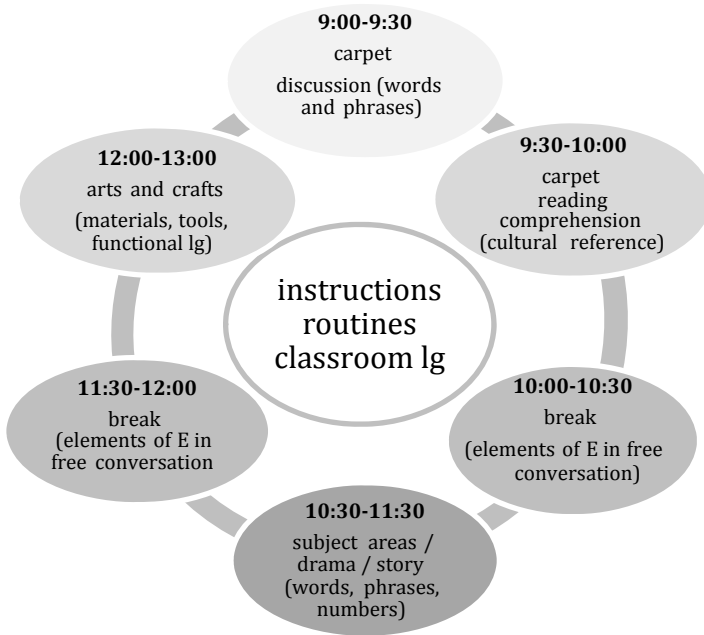 9:00-9:30
carpet
discussion (words
and phrases)
9:30-10:00
carpet
reading
comprehension
(cultural reference)
10:00-10:30
break
(elements of E in free
conversation)
10:30-11:30
subject areas /
drama / story
(words, phrases,
numbers)
11:30-12:00
break
(elements of E in
free conversation
12:00-13:00
arts and crafts
(materials, tools,
functional lg)
instructions
routines
classroom lg